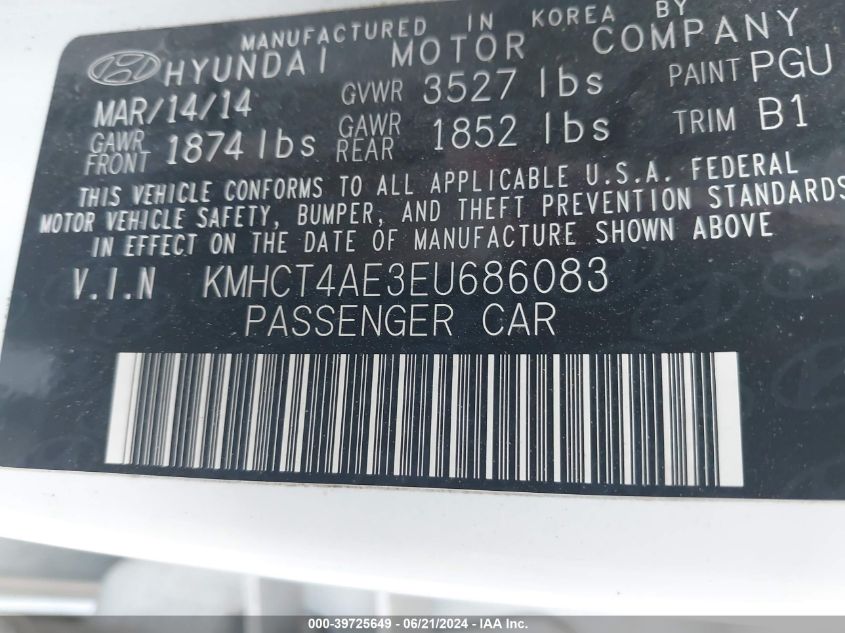 MANUFACTURED IN KOREA BY
HYUNDAI MOTOR COMPANY
MAR/14/14 GVWR 3527 lbs PAINT PGU
GAWR FRONT 1874 lbs GAWR REAR 1852 lbs TRIM B1
THIS VEHICLE CONFORMS TO ALL APPLICABLE U.S.A. FEDERAL
MOTOR VEHICLE SAFETY, BUMPER, AND THEFT PREVENTION STANDARDS
IN EFFECT ON THE DATE OF MANUFACTURE SHOWN ABOVE
V.I.N KMHCT4AE3EU686083
PASSENGER CAR
000-39725649 - 06/21/2024 - IAAI.com